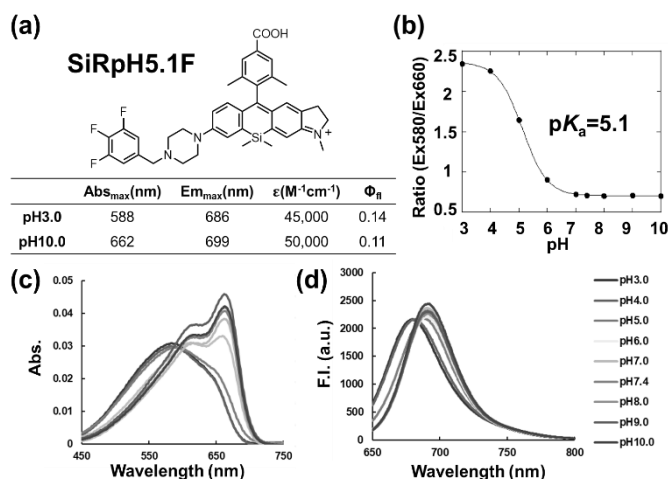 (a)
SiRpH5.1F
COOH
F
F
F
N
N
Si
N+
Absmax(nm) Emmax(nm) ε(M-1cm-1) Φfl
pH3.0 588 686 45,000 0.14
pH10.0 662 699 50,000 0.11
(b)
Ratio (Ex580/Ex660)
2.5
2.0
1.5
1.0
0.5
0
pKa=5.1
3 4 5 6 7 8 9 10
pH
(c)
Abs.
0.05
0.04
0.03
0.02
0.01
0
450 550 650 750
Wavelength (nm)
(d)
F.I. (a.u.)
3000
2500
2000
1500
1000
500
0
650 700 750 800
Wavelength (nm)
pH3.0
pH4.0
pH5.0
pH6.0
pH7.0
pH7.4
pH8.0
pH9.0
pH10.0